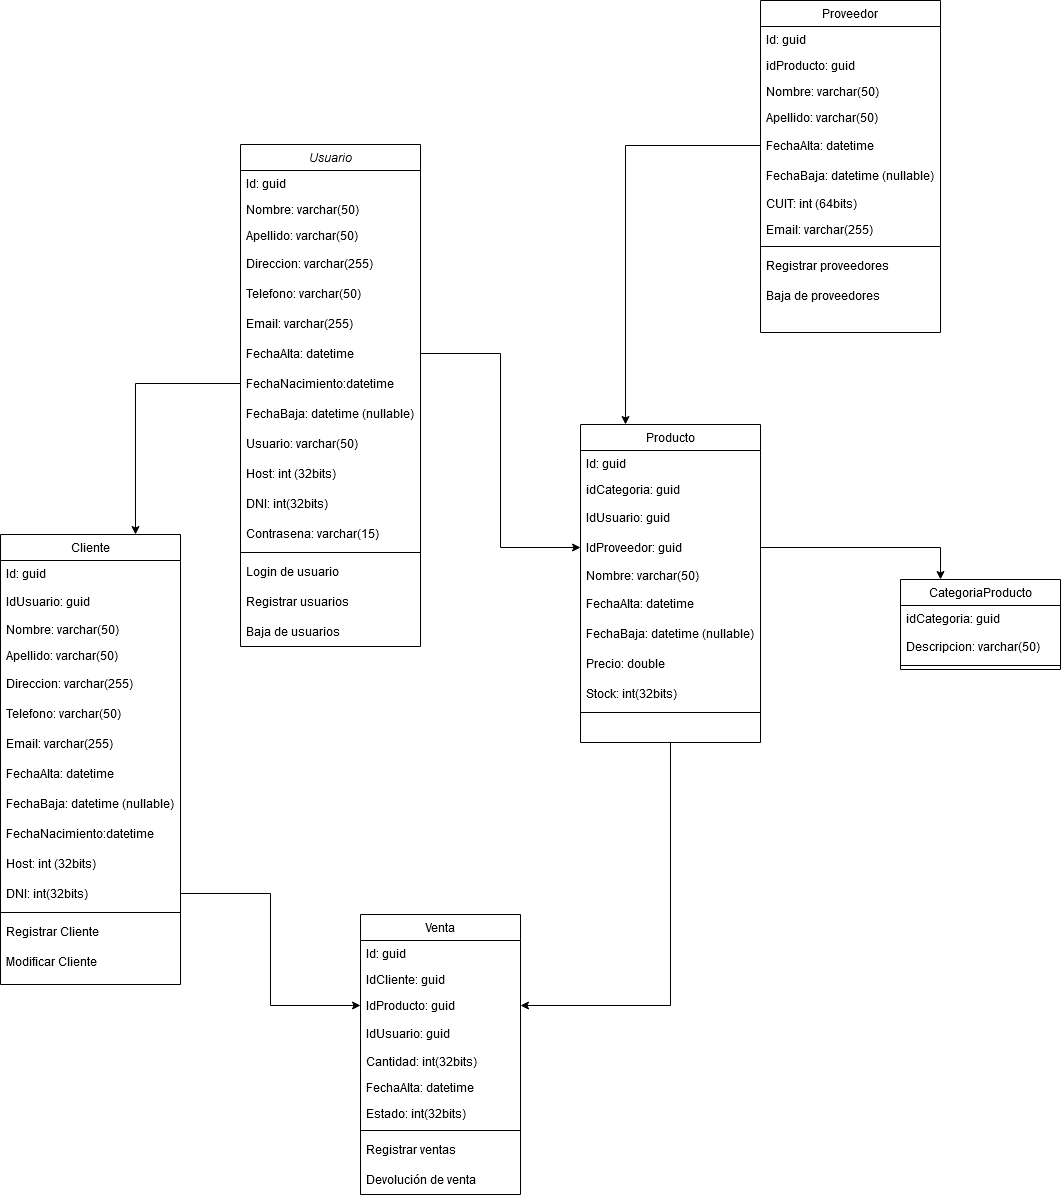 Proveedor
Id: guid
idProducto: guid
Nombre: varchar(50)
Apellido: varchar(50)
FechaAlta: datetime
FechaBaja: datetime (nullable)
CUIT: int (64bits)
Email: varchar(255)
Registrar proveedores
Baja de proveedores
Usuario
Id: guid
Nombre: varchar(50)
Apellido: varchar(50)
Direccion: varchar(255)
Telefono: varchar(50)
Email: varchar(255)
FechaAlta: datetime
FechaNacimiento:datetime
FechaBaja: datetime (nullable)
Usuario: varchar(50)
Host: int (32bits)
DNI: int(32bits)
Contrasena: varchar(15)
Login de usuario
Registrar usuarios
Baja de usuarios
Producto
Id: guid
idCategoria: guid
IdUsuario: guid
IdProveedor: guid
Nombre: varchar(50)
FechaAlta: datetime
FechaBaja: datetime (nullable)
Precio: double
Stock: int(32bits)
CategoriaProducto
idCategoria: guid
Descripcion: varchar(50)
Cliente
Id: guid
IdUsuario: guid
Nombre: varchar(50)
Apellido: varchar(50)
Direccion: varchar(255)
Telefono: varchar(50)
Email: varchar(255)
FechaAlta: datetime
FechaBaja: datetime (nullable)
FechaNacimiento:datetime
Host: int (32bits)
DNI: int(32bits)
Registrar Cliente
Modificar Cliente
Venta
Id: guid
IdCliente: guid
IdProducto: guid
IdUsuario: guid
Cantidad: int(32bits)
FechaAlta: datetime
Estado: int(32bits)
Registrar ventas
Devolución de venta